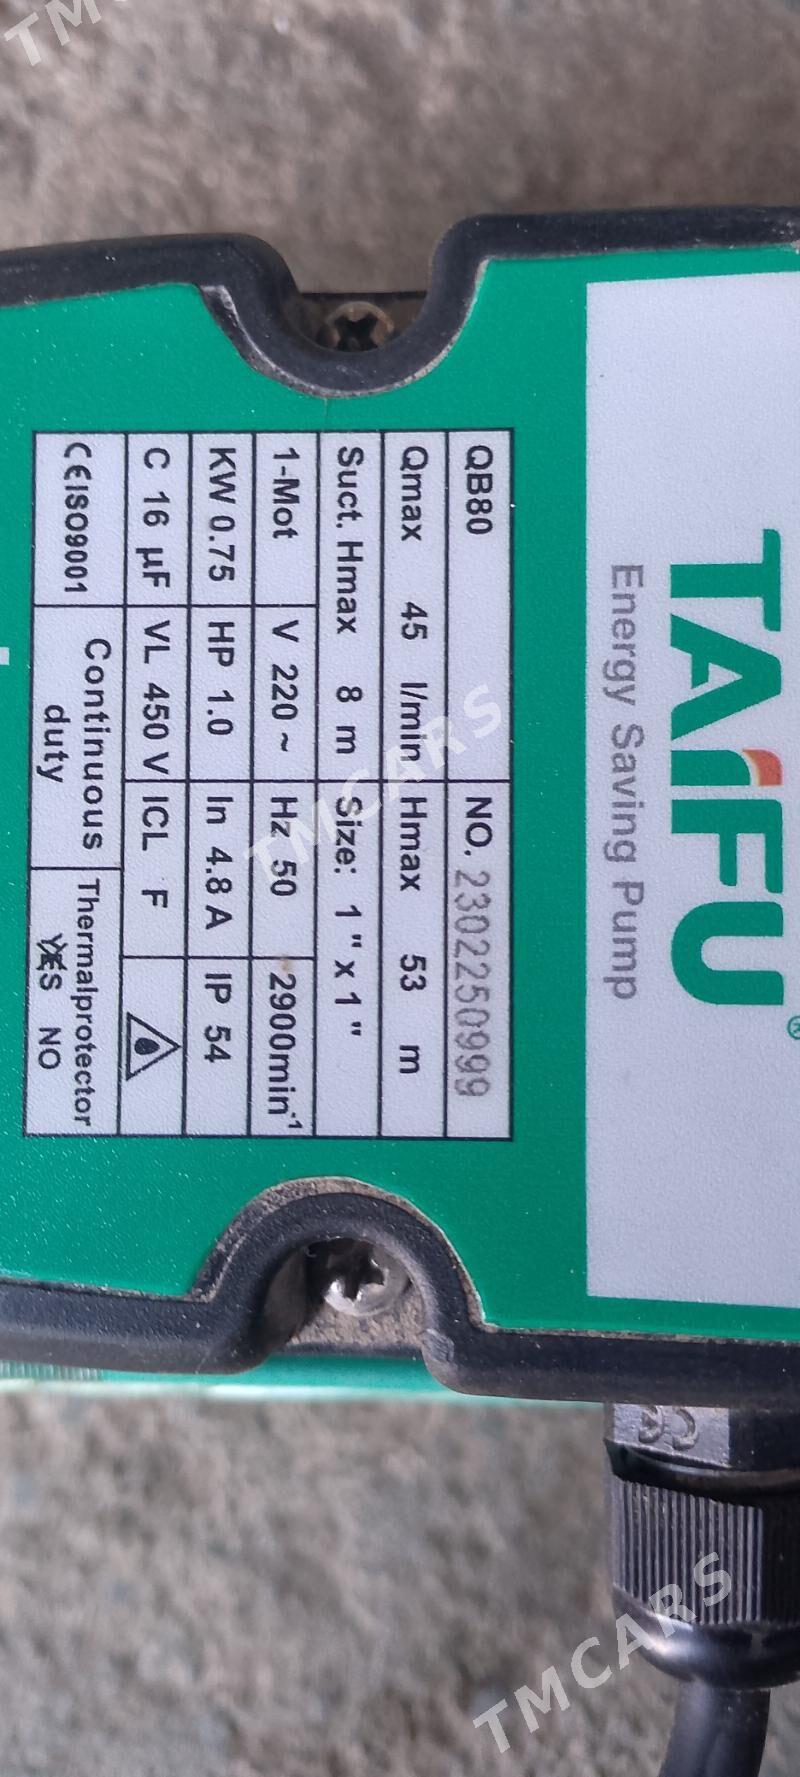 TAIFU®
Energy Saving Pump
QB80 NO. 2302250999
Qmax 45 l/min Hmax 53 m
Suct. Hmax 8 m Size: 1" x 1"
1-Mot V 220 ~ Hz 50 2900min⁻¹
KW 0.75 HP 1.0 In 4.8 A IP 54
C 16 µF VL 450 V ICL F
CE ISO9001 Continuous duty Thermalprotector YES NO
TMCARS
TMCARS
TMCARS